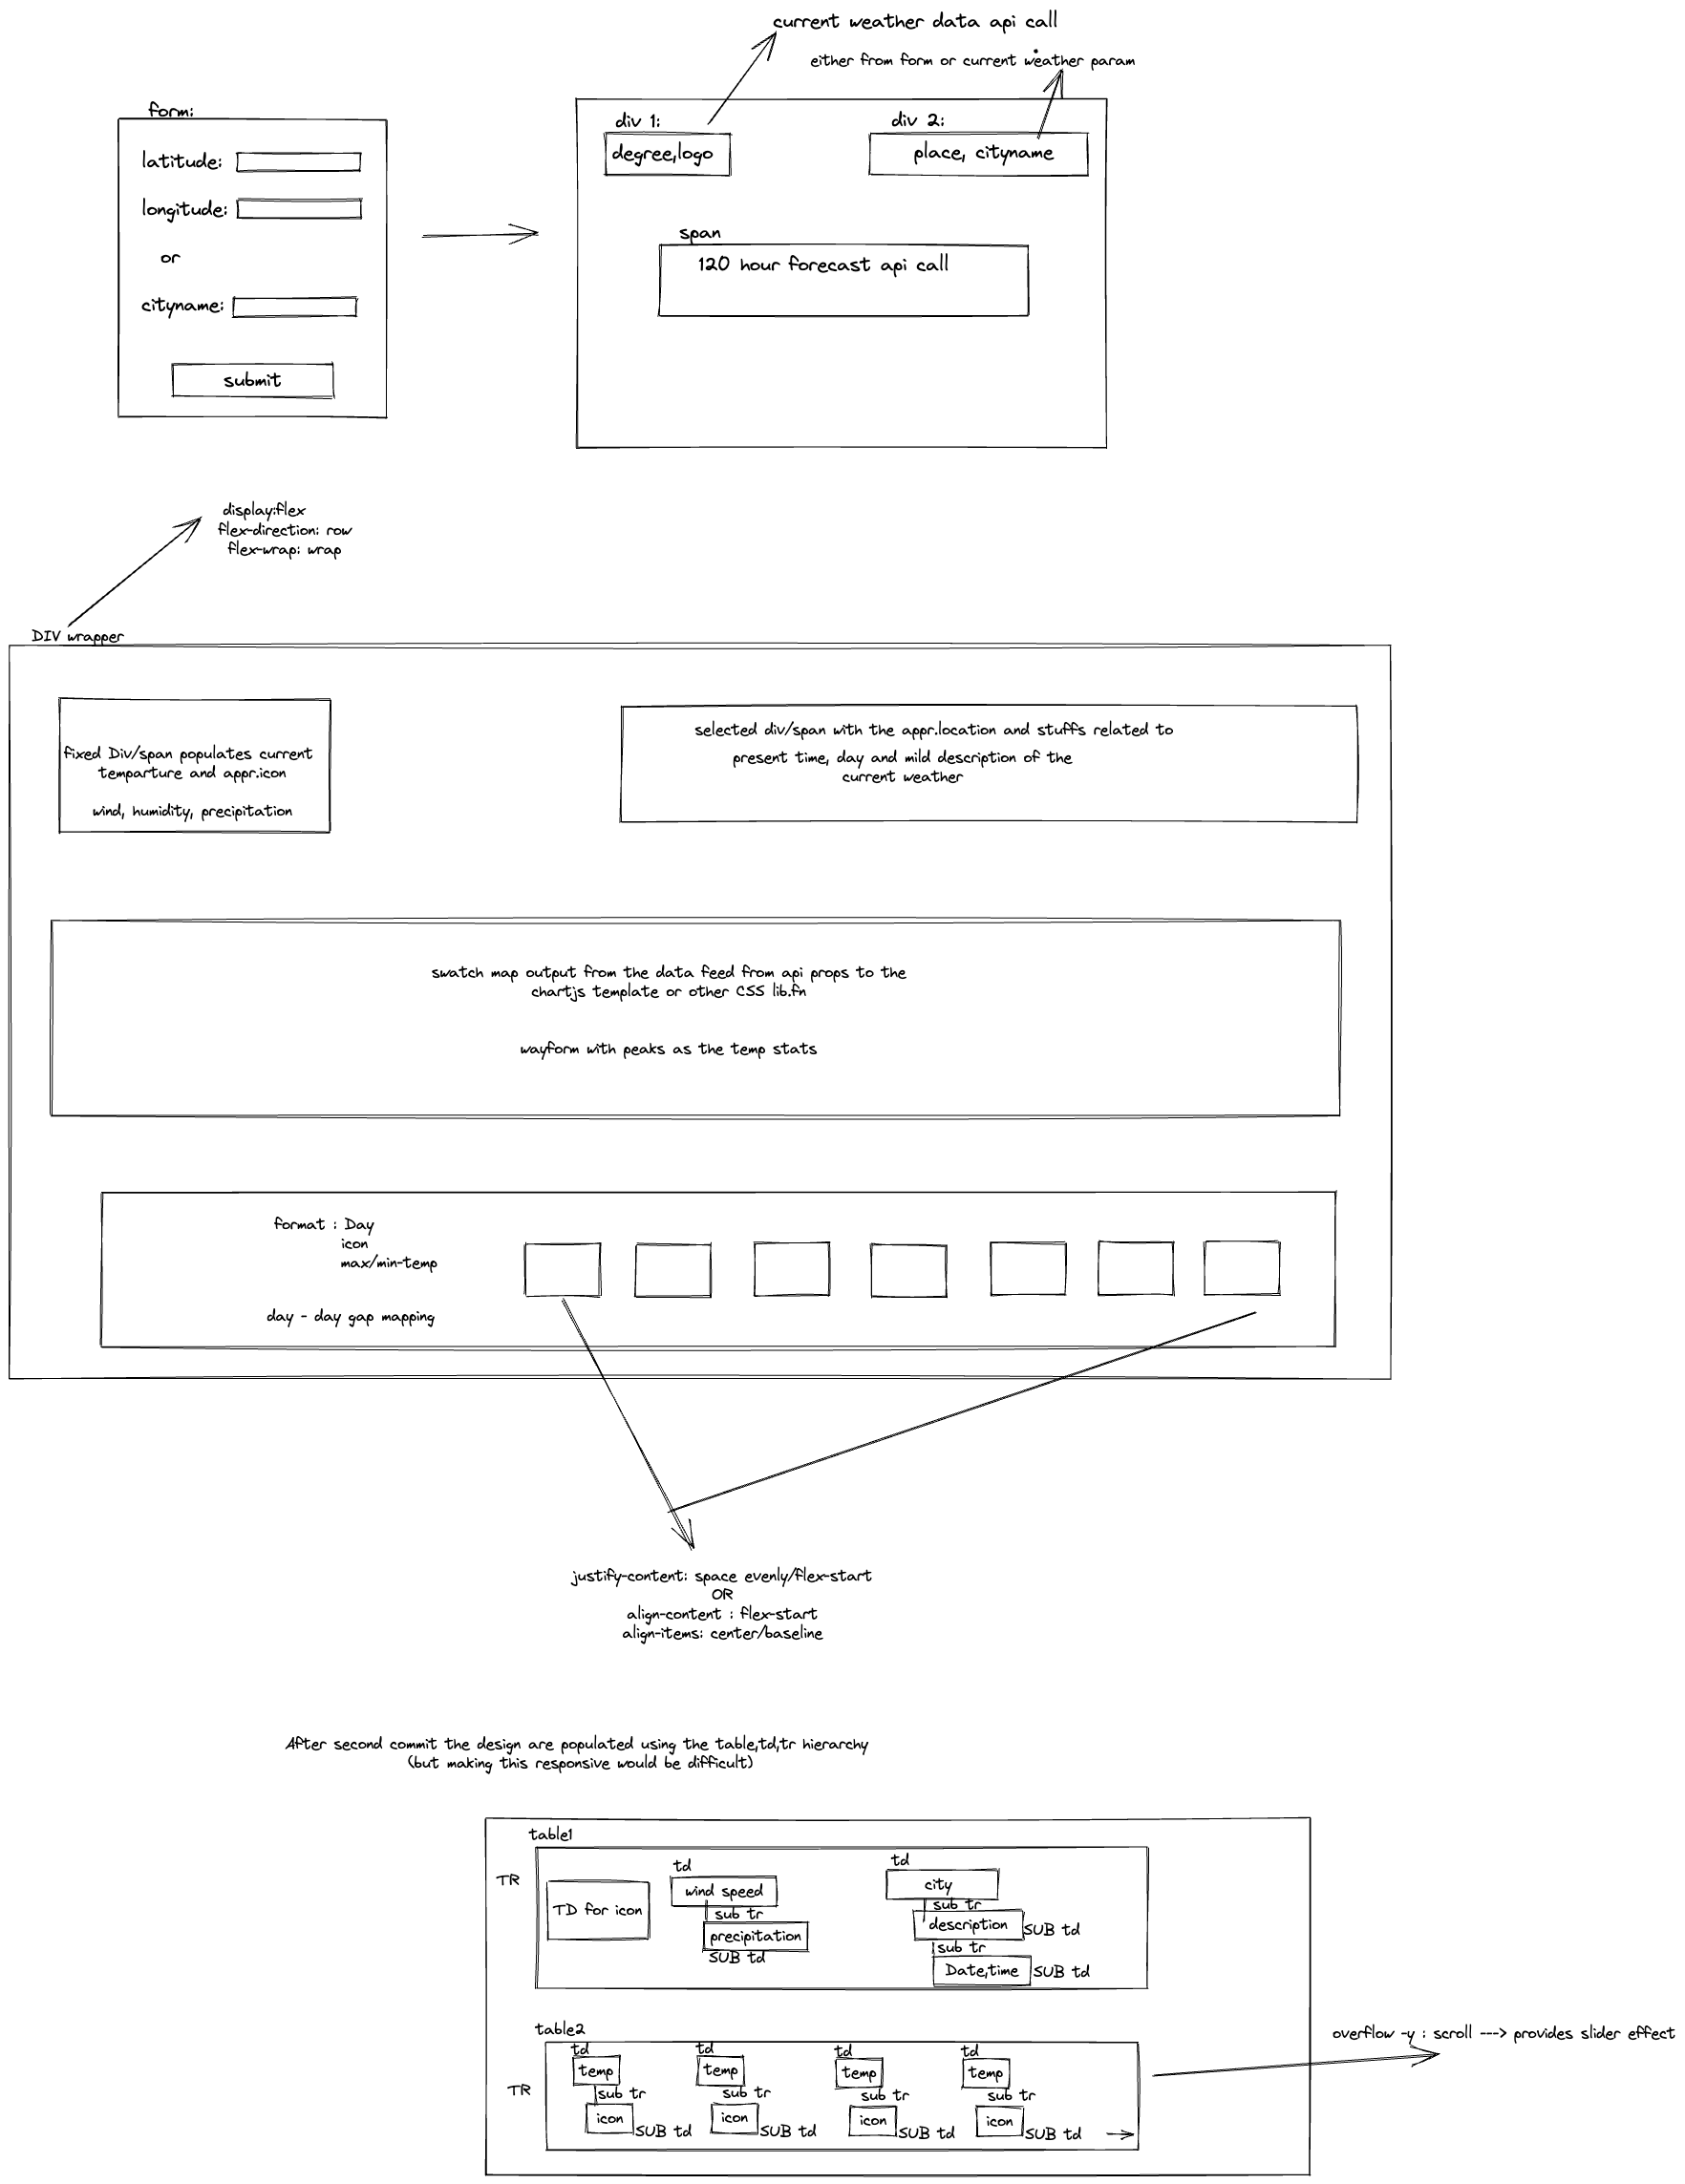 current weather data api call
either from form or current weather param
form:
latitude:
longitude:
or
cityname:
submit
div 1:
degree,logo
div 2:
place, cityname
span
120 hour forecast api call
display:flex
flex-direction: row
flex-wrap: wrap
DIV wrapper
fixed Div/span populates current
temparture and appr.icon
wind, humidity, precipitation
selected div/span with the appr.location and stuffs related to
present time, day and mild description of the
current weather
swatch map output from the data feed from api props to the
chartjs template or other CSS lib.fn
wayform with peaks as the temp stats
format : Day
icon
max/min-temp
day - day gap mapping
justify-content: space evenly/flex-start
OR
align-content : flex-start
align-items: center/baseline
After second commit the design are populated using the table,td,tr hierarchy
(but making this responsive would be difficult)
table1
TR
TD for icon
td
wind speed
sub tr
precipitation
SUB td
td
city
sub tr
description
SUB td
sub tr
Date,time
SUB td
table2
TR
td
temp
sub tr
icon
SUB td
td
temp
sub tr
icon
SUB td
td
temp
sub tr
icon
SUB td
td
temp
sub tr
icon
SUB td
overflow -y : scroll ---> provides slider effect